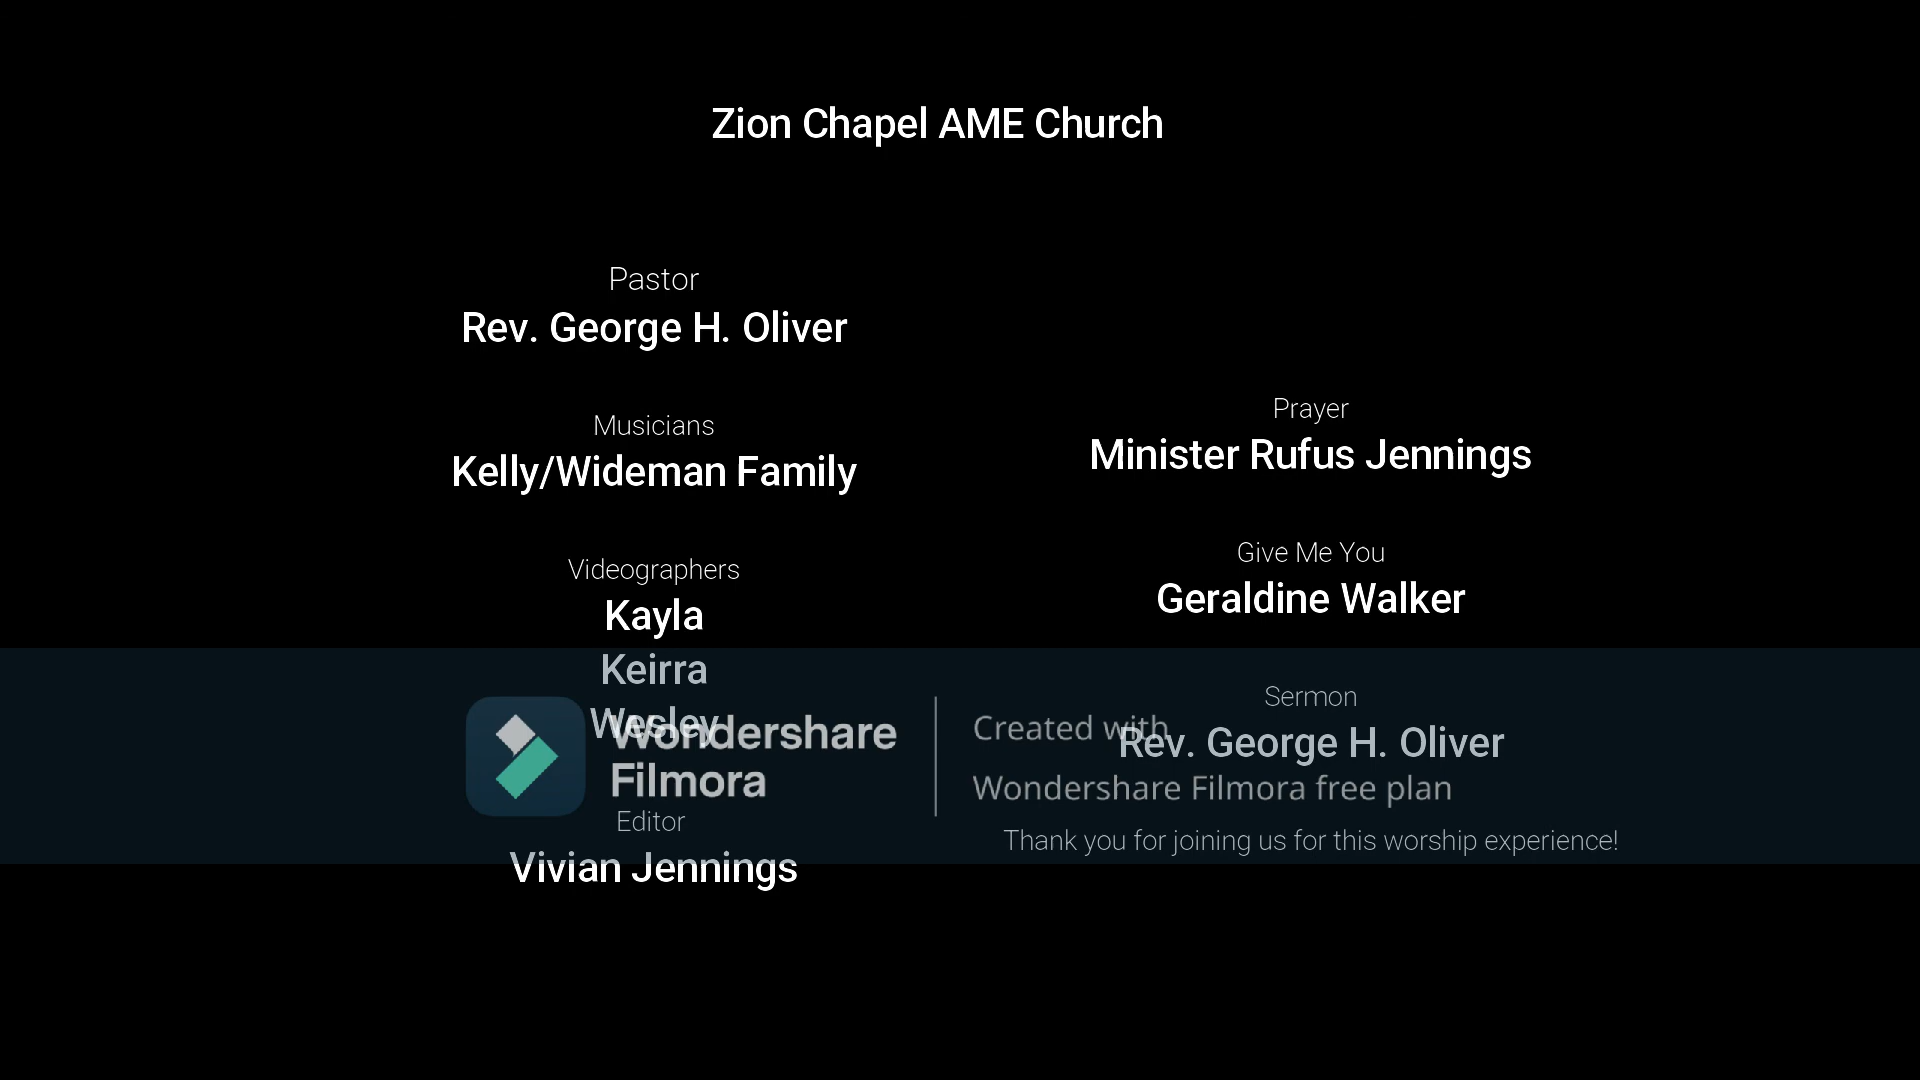 Zion Chapel AME Church
Pastor
Rev. George H. Oliver
Musicians
Kelly/Wideman Family
Videographers
Kayla
Keirra
Wesley
Editor
Vivian Jennings
Prayer
Minister Rufus Jennings
Give Me You
Geraldine Walker
Sermon
Rev. George H. Oliver
Thank you for joining us for this worship experience!
Wondershare
Filmora
Created with
Wondershare Filmora free plan